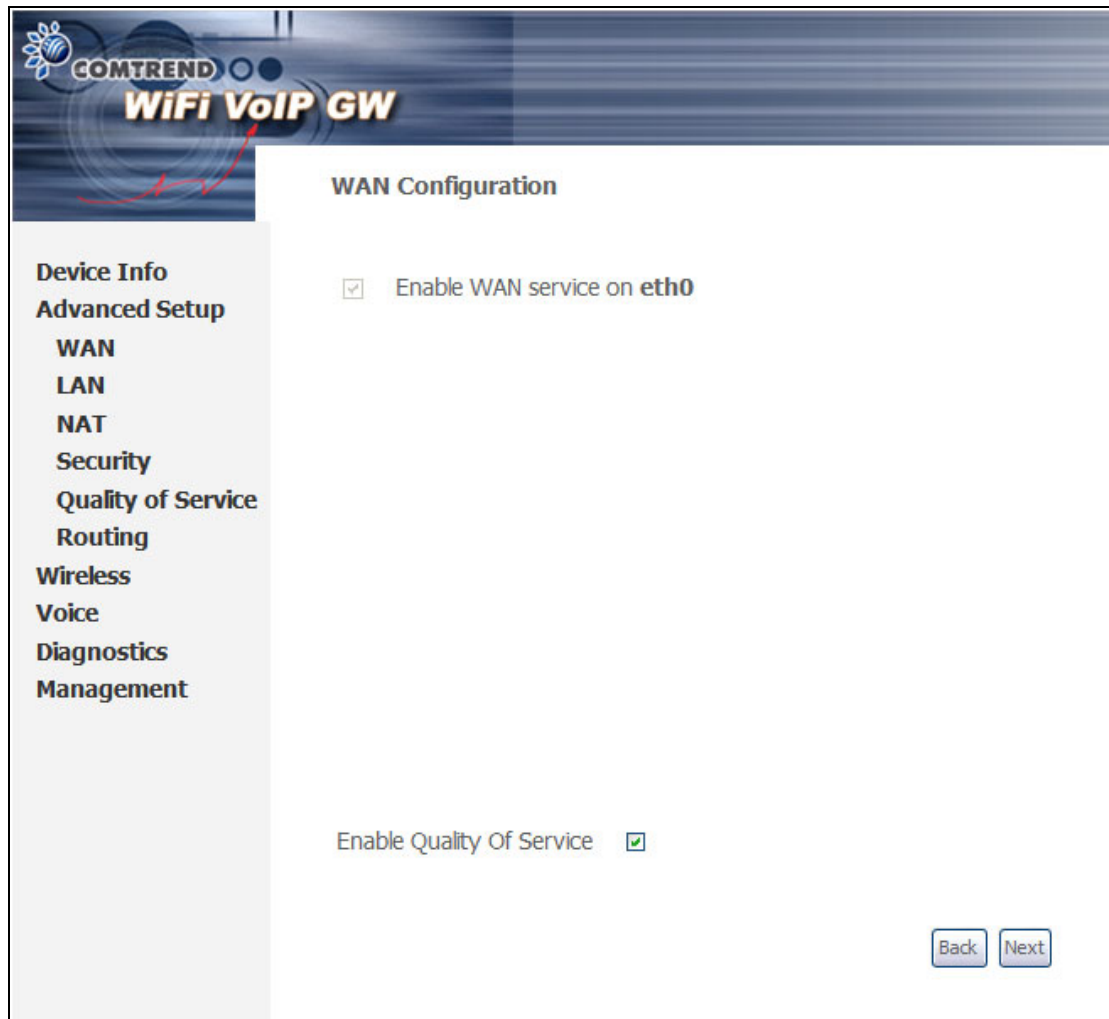 COMTREND
WiFi VoIP GW
WAN Configuration
Device Info
Advanced Setup
WAN
LAN
NAT
Security
Quality of Service
Routing
Wireless
Voice
Diagnostics
Management
Enable WAN service on eth0
Enable Quality Of Service
Back
Next